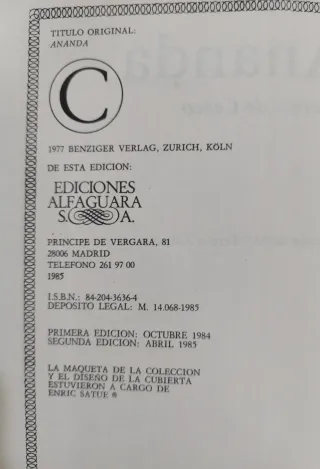 TITULO ORIGINAL:
ANANDA
C
1977 BENZIGER VERLAG, ZURICH, KÖLN
DE ESTA EDICION:
EDICIONES
ALFAGUARA
S. A.
PRINCIPE DE VERGARA, 81
28006 MADRID
TELEFONO 261 97 00
1985
I.S.B.N.: 84-204-3636-4
DEPOSITO LEGAL: M. 14.068-1985
PRIMERA EDICION: OCTUBRE 1984
SEGUNDA EDICION: ABRIL 1985
LA MAQUETA DE LA COLECCION
Y EL DISEÑO DE LA CUBIERTA
ESTUVIERON A CARGO DE
ENRIC SATUE ®